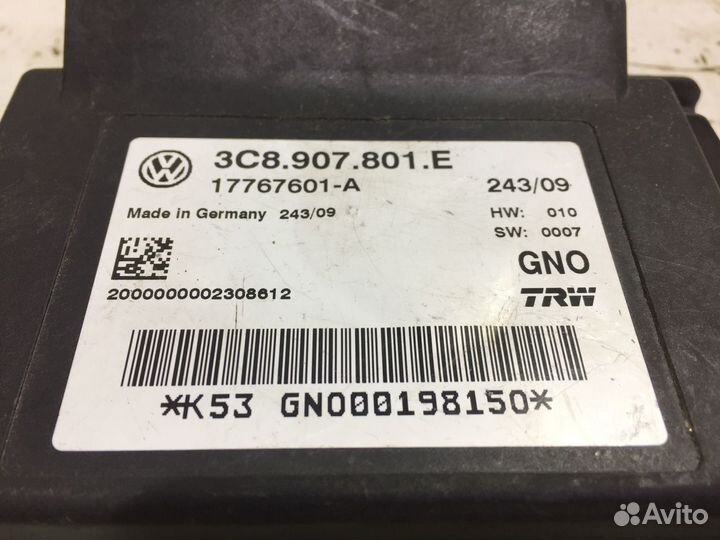 3C8.907.801.E
17767601-A 243/09
Made in Germany 243/09 HW: 010
SW: 0007
GNO
2000000002308612 TRW
*K53 GNO00198150*
Avito